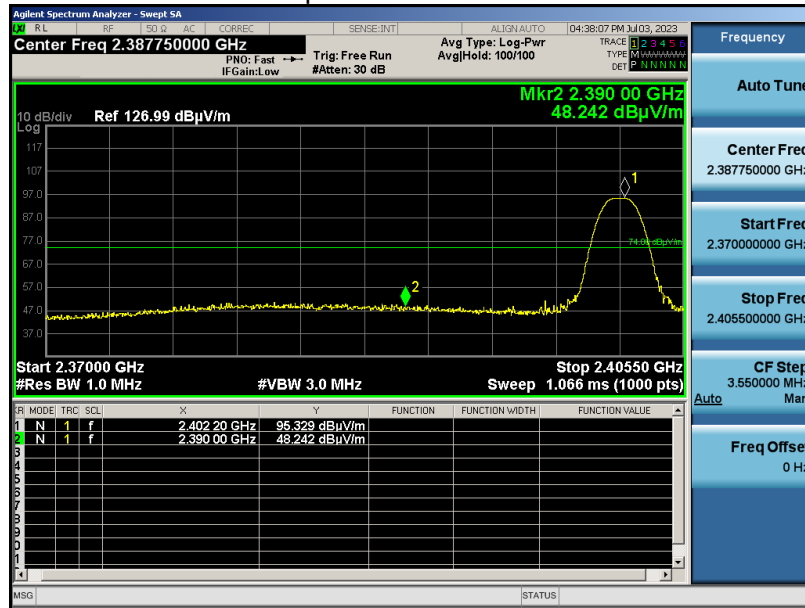 Agilent Spectrum Analyzer - Swept SA
LXI RL RF 50 Ω AC CORREC SENSE:INT ALIGN AUTO 04:38:07 PM Jul 03, 2023
Center Freq 2.387750000 GHz
PNO: Fast
IFGain:Low
Trig: Free Run
#Atten: 30 dB
Avg Type: Log-Pwr
Avg|Hold: 100/100
TRACE 1 2 3 4 5 6
TYPE M
DET P N N N N N
Mkr2 2.390 00 GHz
48.242 dBµV/m
10 dB/div Ref 126.99 dBµV/m
Log
117
107
97.0
87.0
77.0
67.0
57.0
47.0
37.0
1
2
Start 2.37000 GHz Stop 2.40550 GHz
#Res BW 1.0 MHz #VBW 3.0 MHz Sweep 1.066 ms (1000 pts)
MODE TRC SCL X Y FUNCTION FUNCTION WIDTH FUNCTION VALUE
1 N 1 f 2.402 20 GHz 95.329 dBµV/m
2 N 1 f 2.390 00 GHz 48.242 dBµV/m
3
4
5
6
7
8
9
MSG STATUS
Frequency
Auto Tune
Center Freq
2.387750000 GHz
Start Freq
2.370000000 GHz
Stop Freq
2.405500000 GHz
CF Step
3.550000 MHz
Auto Man
Freq Offset
0 Hz